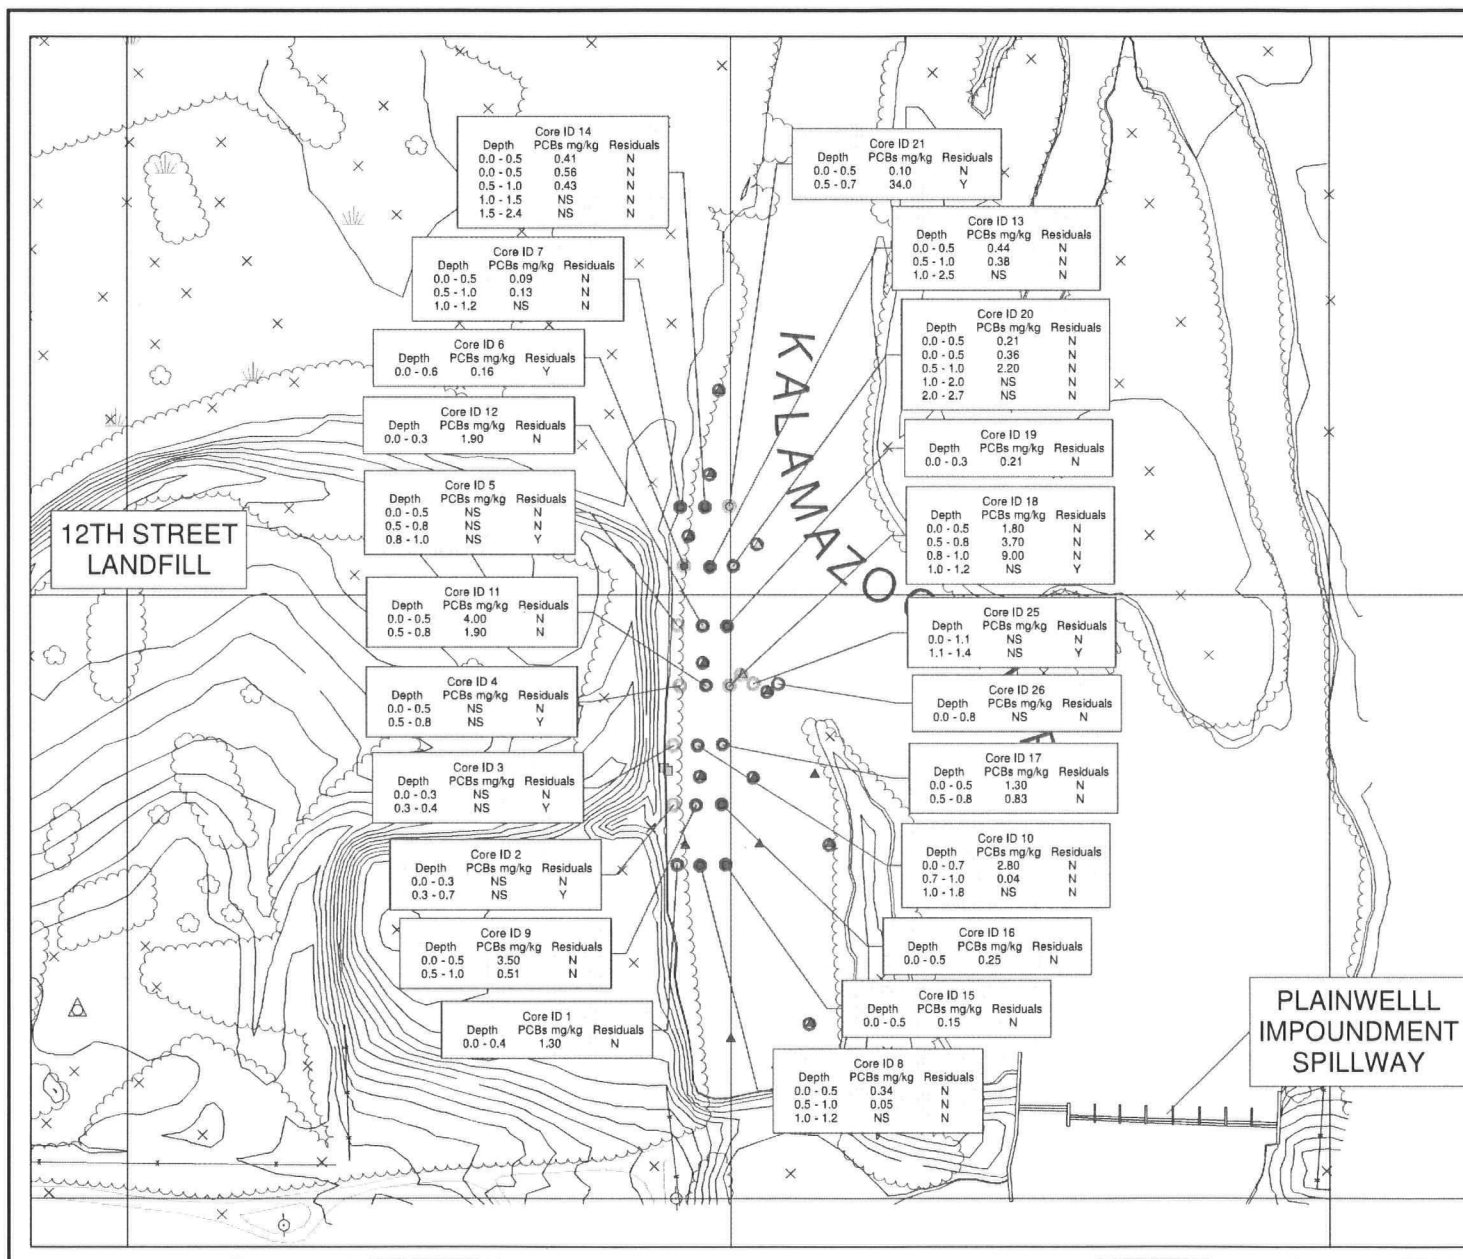 Core ID 14
Depth PCBs mg/kg Residuals
0.0 - 0.5 0.41 N
0.0 - 0.5 0.56 N
0.5 - 1.0 0.43 N
1.0 - 1.5 NS N
1.5 - 2.4 NS N
Core ID 21
Depth PCBs mg/kg Residuals
0.0 - 0.5 0.10 N
0.5 - 0.7 34.0 Y
Core ID 13
Depth PCBs mg/kg Residuals
0.0 - 0.5 0.44 N
0.5 - 1.0 0.38 N
1.0 - 2.5 NS N
Core ID 7
Depth PCBs mg/kg Residuals
0.0 - 0.5 0.09 N
0.5 - 1.0 0.13 N
1.0 - 1.2 NS N
Core ID 20
Depth PCBs mg/kg Residuals
0.0 - 0.5 0.21 N
0.0 - 0.5 0.36 N
0.5 - 1.0 2.20 N
1.0 - 2.0 NS N
2.0 - 2.7 NS N
Core ID 6
Depth PCBs mg/kg Residuals
0.0 - 0.6 0.16 Y
Core ID 12
Depth PCBs mg/kg Residuals
0.0 - 0.3 1.90 N
Core ID 19
Depth PCBs mg/kg Residuals
0.0 - 0.3 0.21 N
Core ID 5
Depth PCBs mg/kg Residuals
0.0 - 0.5 NS N
0.5 - 0.8 NS N
0.8 - 1.0 NS Y
Core ID 18
Depth PCBs mg/kg Residuals
0.0 - 0.5 1.80 N
0.5 - 0.8 3.70 N
0.8 - 1.0 9.00 N
1.0 - 1.2 NS Y
12TH STREET
LANDFILL
KALAMAZOO
Core ID 11
Depth PCBs mg/kg Residuals
0.0 - 0.5 4.00 N
0.5 - 0.8 1.90 N
Core ID 25
Depth PCBs mg/kg Residuals
0.0 - 1.1 NS N
1.1 - 1.4 NS Y
Core ID 4
Depth PCBs mg/kg Residuals
0.0 - 0.5 NS N
0.5 - 0.8 NS Y
Core ID 26
Depth PCBs mg/kg Residuals
0.0 - 0.8 NS N
Core ID 3
Depth PCBs mg/kg Residuals
0.0 - 0.3 NS N
0.3 - 0.4 NS Y
Core ID 17
Depth PCBs mg/kg Residuals
0.0 - 0.5 1.30 N
0.5 - 0.8 0.83 N
Core ID 2
Depth PCBs mg/kg Residuals
0.0 - 0.3 NS N
0.3 - 0.7 NS Y
Core ID 10
Depth PCBs mg/kg Residuals
0.0 - 0.7 2.80 N
0.7 - 1.0 0.04 N
1.0 - 1.8 NS N
Core ID 9
Depth PCBs mg/kg Residuals
0.0 - 0.5 3.50 N
0.5 - 1.0 0.51 N
Core ID 16
Depth PCBs mg/kg Residuals
0.0 - 0.5 0.25 N
Core ID 1
Depth PCBs mg/kg Residuals
0.0 - 0.4 1.30 N
Core ID 15
Depth PCBs mg/kg Residuals
0.0 - 0.5 0.15 N
Core ID 8
Depth PCBs mg/kg Residuals
0.0 - 0.5 0.34 N
0.5 - 1.0 0.05 N
1.0 - 1.2 NS N
PLAINWELLL
IMPOUNDMENT
SPILLWAY